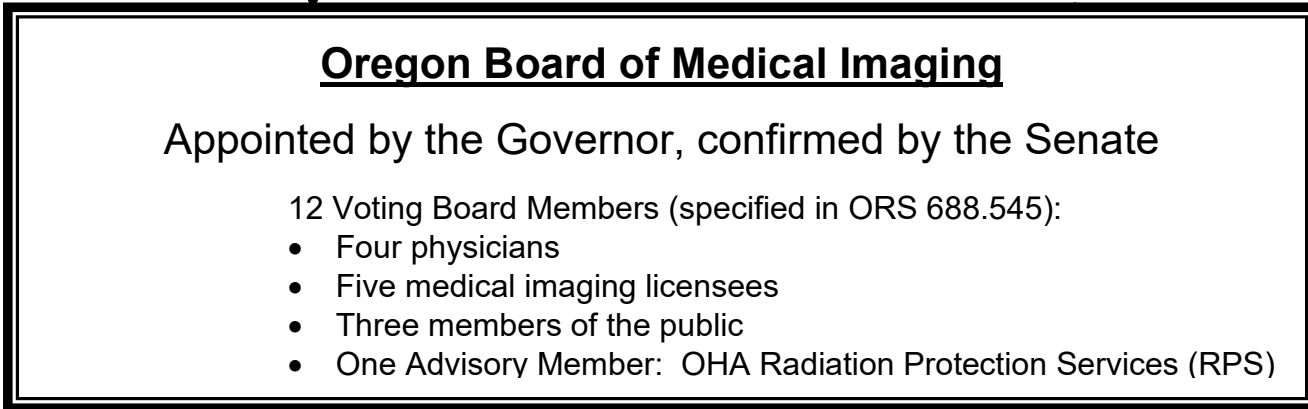 Oregon Board of Medical Imaging
Appointed by the Governor, confirmed by the Senate
12 Voting Board Members (specified in ORS 688.545):
• Four physicians
• Five medical imaging licensees
• Three members of the public
• One Advisory Member: OHA Radiation Protection Services (RPS)